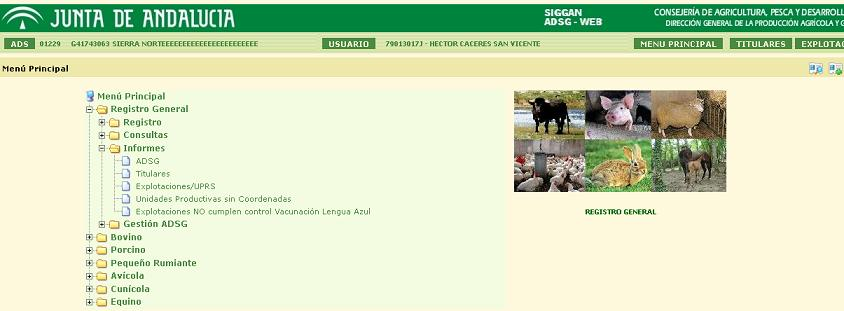 JUNTA DE ANDALUCIA
SIGGAN
ADSG - WEB
CONSEJERÍA DE AGRICULTURA, PESCA Y DESARROLL
DIRECCIÓN GENERAL DE LA PRODUCCIÓN AGRÍCOLA Y G
ADS 01229 G41743063 SIERRA NORTEEEEEEEEEEEEEEEEEEEEEEEE USUARIO 79013017J - HECTOR CACERES SAN VICENTE MENÚ PRINCIPAL TITULARES EXPLOTAC
Menú Principal
Menú Principal
Registro General
Registro
Consultas
Informes
ADSG
Titulares
Explotaciones/UPRS
Unidades Productivas sin Coordenadas
Explotaciones NO cumplen control Vacunación Lengua Azul
Gestión ADSG
Bovino
Porcino
Pequeño Rumiante
Avícola
Cunícola
Equino
REGISTRO GENERAL